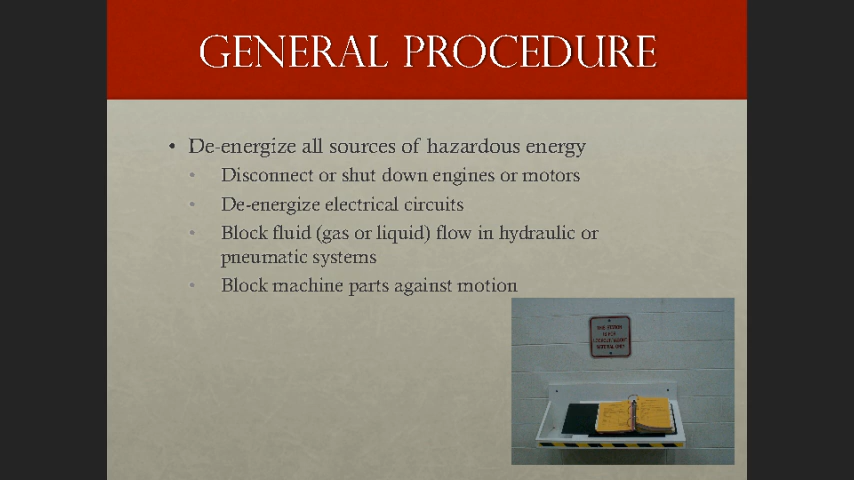 GENERAL PROCEDURE
• De-energize all sources of hazardous energy
• Disconnect or shut down engines or motors
• De-energize electrical circuits
• Block fluid (gas or liquid) flow in hydraulic or
pneumatic systems
• Block machine parts against motion